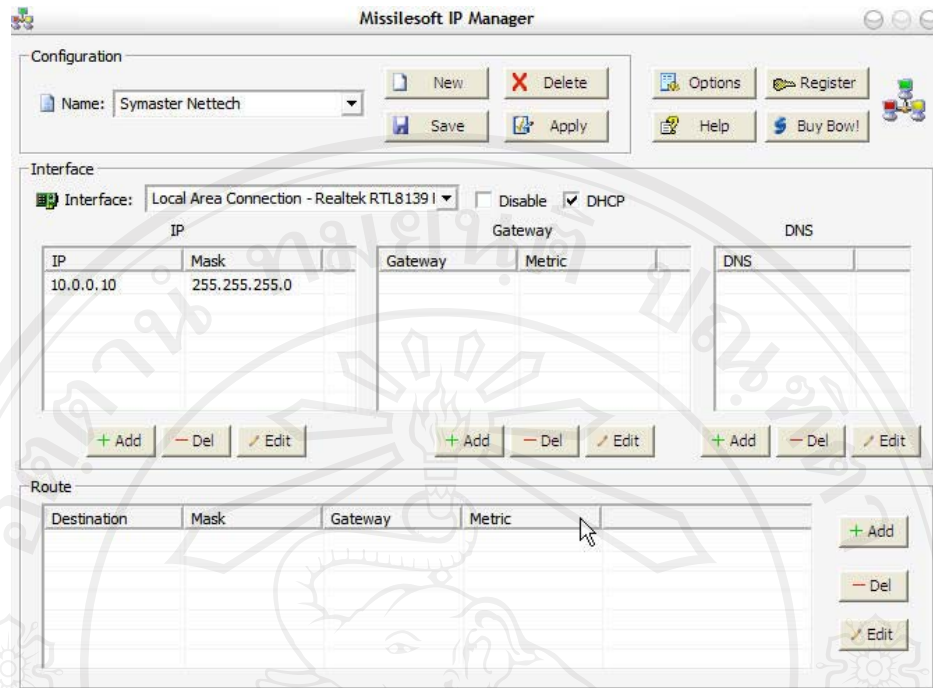 Missilesoft IP Manager
Configuration
Name: Symaster Nettech
New
Delete
Save
Apply
Options
Register
Help
Buy Bow!
Interface
Interface: Local Area Connection - Realtek RTL8139 
Disable
DHCP
IP
Gateway
DNS
IP Mask
10.0.0.10 255.255.255.0
Gateway Metric
DNS
Add Del Edit
Add Del Edit
Add Del Edit
Route
Destination Mask Gateway Metric
Add
Del
Edit